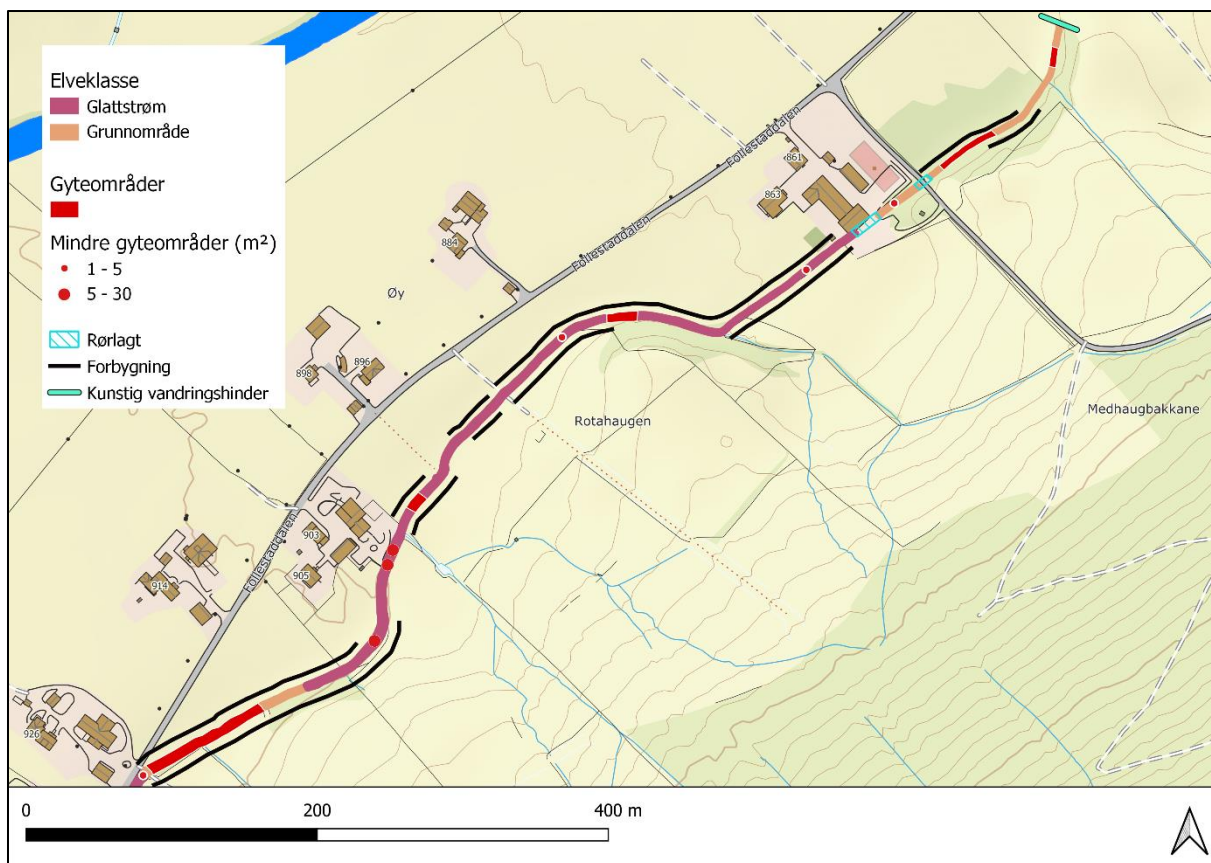 Elveklasse
Glattstrøm
Grunnområde
Gyteområder
Mindre gyteområder (m²)
1 - 5
5 - 30
Rørlagt
Forbygning
Kunstig vandringshinder
Follestaddalen
861
863
884
Follestaddalen
Øy
896
898
Rotahaugen
Medhaugbakkane
903
Follestaddalen
905
914
926
0
200
400 m